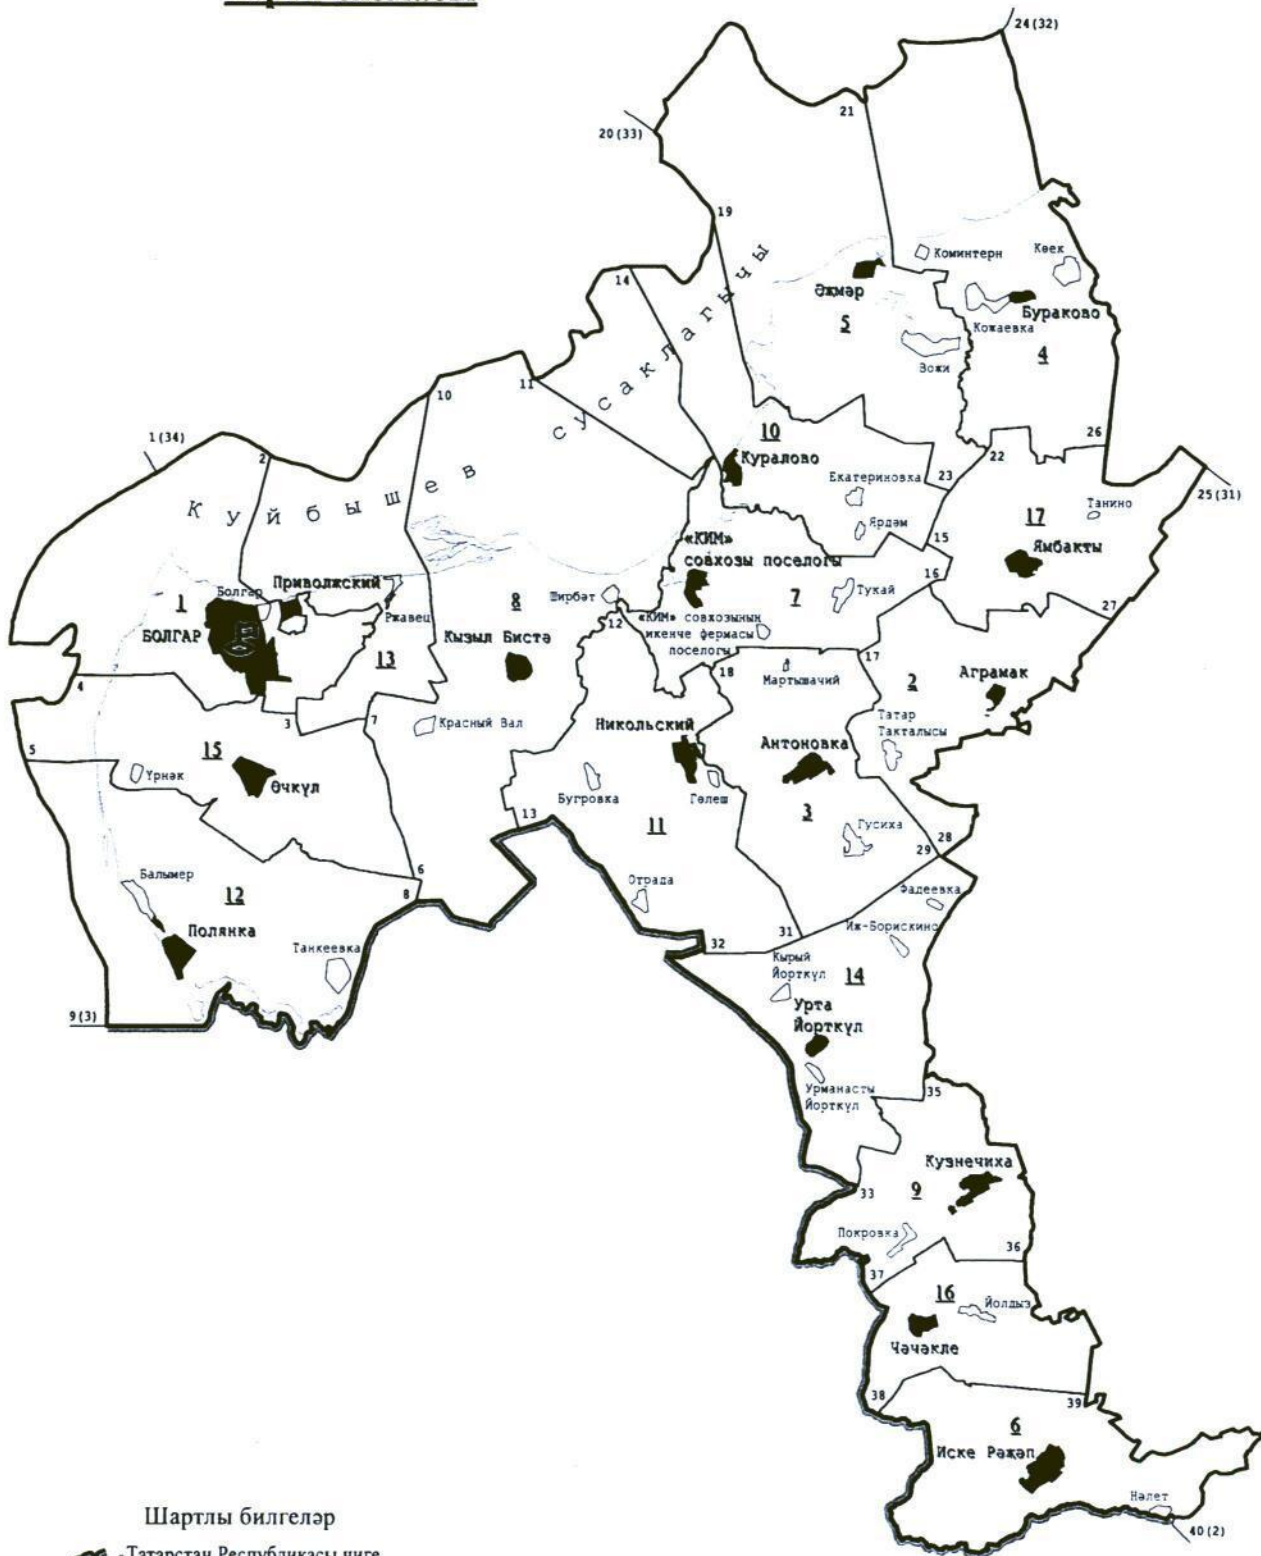 24 (32)
21
20 (33)
19
Коминтерн
Көек
14
Әҗмәр
Бураково
5
Кожаевка
4
Вожи
11
10
Куйбышев сусаклагычы
1 (34)
2
10
Куралово
26
22
23
Екатериновка
25 (31)
Танино
17
Ярдәм
15
Ямбакты
«КИМ»
совхозы поселогы
16
Приволжский
Болгар
1
8
Ширбәт
7
Тукай
27
Ржавец
12
«КИМ» совхозының
икенче фермасы
поселогы
БОЛГАР
Кызыл Бистә
13
17
18
Мартышачий
2
Аграмак
4
3
7
Красный Вал
Никольский
Татар
Такталысы
Антоновка
5
15
Үрнәк
Өчкүл
Бугровка
Гөлеш
13
11
3
Гусиха
28
29
6
Балымер
8
12
Отрада
Фадеевка
Полянка
Иж-Борискино
31
32
Танкеевка
Кырый
Йорткүл
14
Урта
Йорткүл
9 (3)
Урманасты
Йорткүл
35
Кузнечиха
33
9
Покровка
36
37
16
Йолдыз
Чәчәкле
38
39
6
Иске Рәҗәп
Нәлет
40 (2)
Шартлы билгеләр
-Татарстан Республикасы чиге